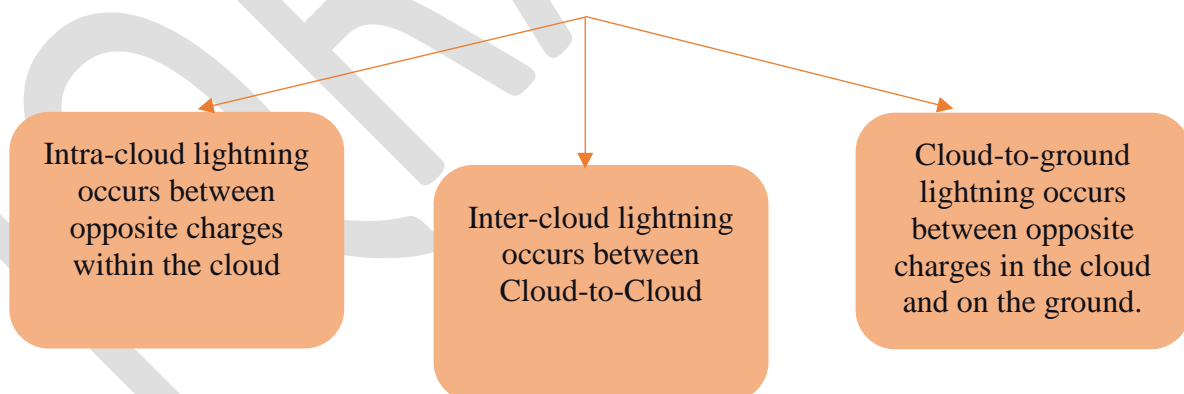 Intra-cloud lightning
occurs between
opposite charges
within the cloud
Inter-cloud lightning
occurs between
Cloud-to-Cloud
Cloud-to-ground
lightning occurs
between opposite
charges in the cloud
and on the ground.